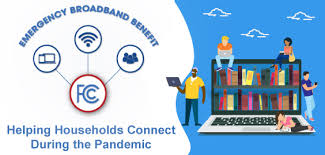 EMERGENCY BROADBAND BENEFIT
FCC
Helping Households Connect
During the Pandemic